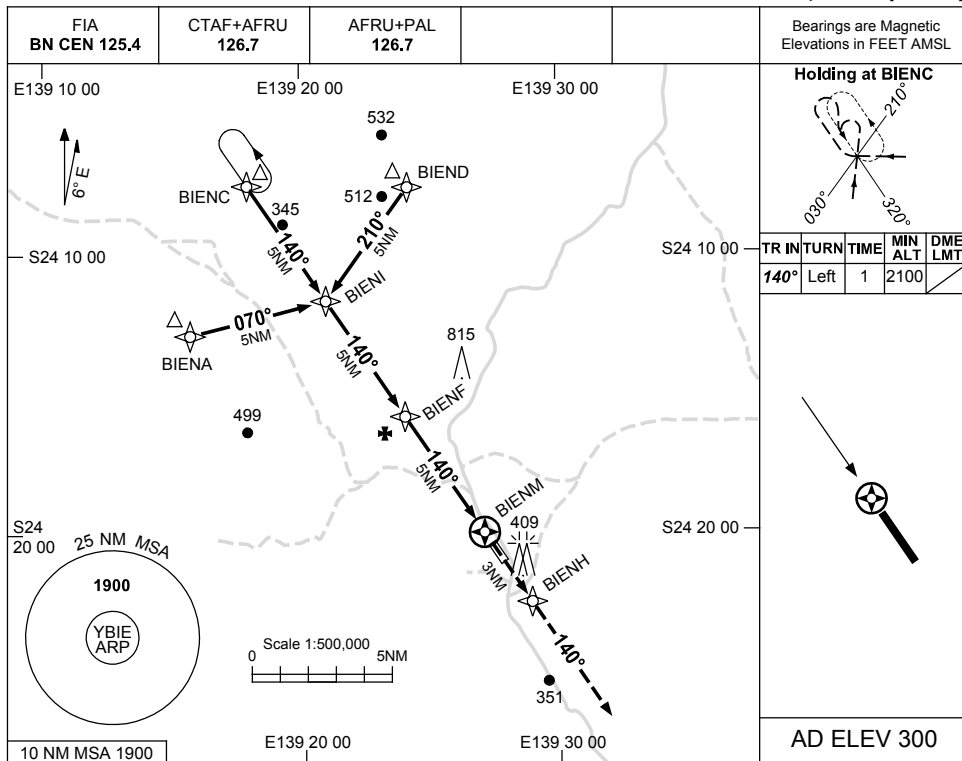 FIA
BN CEN 125.4
CTAF+AFRU
126.7
AFRU+PAL
126.7
Bearings are Magnetic
Elevations in FEET AMSL
E139 10 00
E139 20 00
E139 30 00
6° E
532
BIENC
BIEND
512
345
140°
5NM
210°
5NM
S24 10 00
S24 10 00
BIENI
070°
5NM
BIENA
140°
5NM
815
BIENF
499
140°
5NM
BIENM
409
S24
20 00
S24 20 00
3NM
BIENH
25 NM MSA
1900
YBIE
ARP
Scale 1:500,000
0
5NM
140°
351
10 NM MSA 1900
E139 20 00
E139 30 00
Holding at BIENC
210°
030°
320°
TR IN TURN TIME MIN ALT DME LMT
140° Left 1 2100
AD ELEV 300